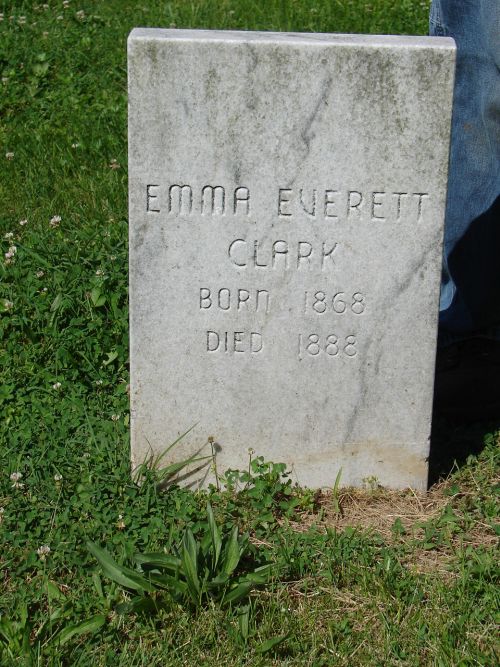 EMMA EVERETT
CLARK
BORN 1868
DIED 1888